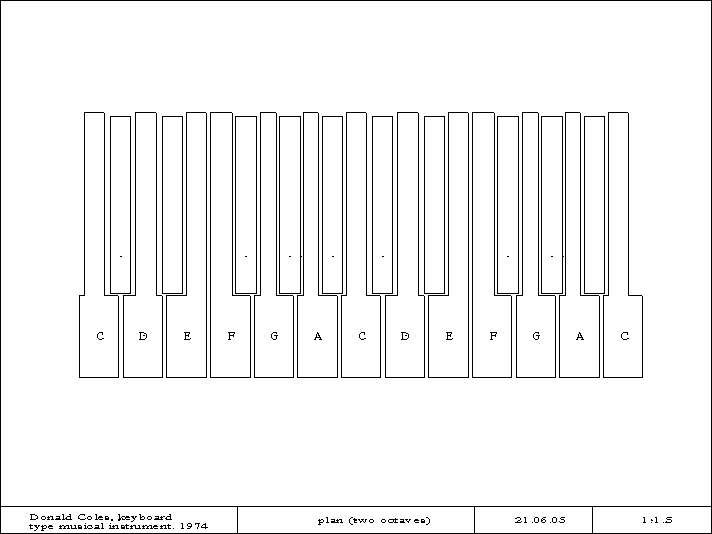 C D E F G A C D E F G A C
Donald Coles, keyboard
type musical instrument. 1974
plan (two octaves)
21.06.05
1:1.5